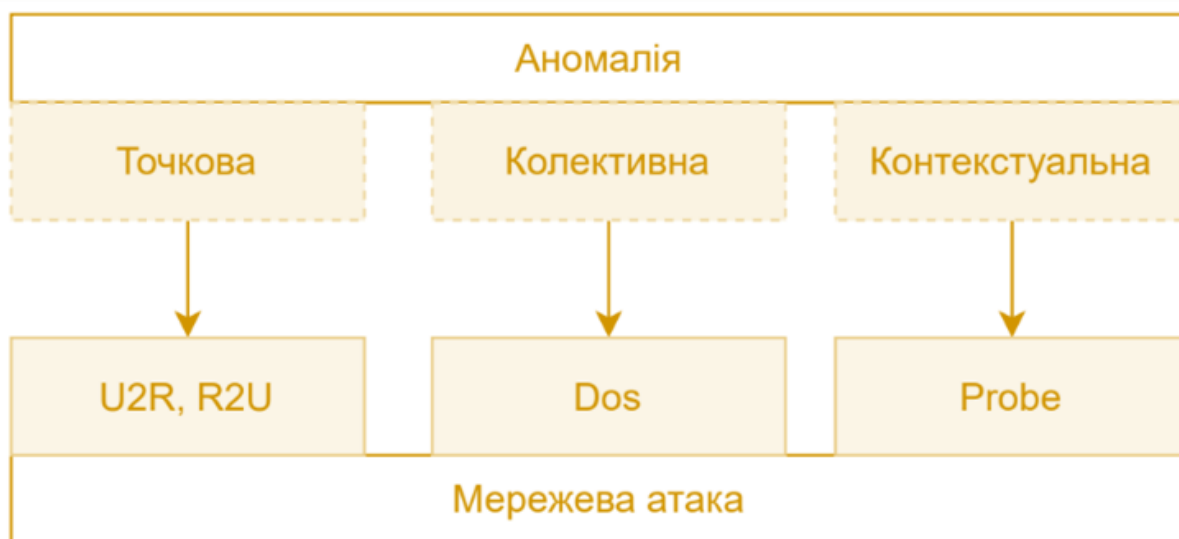 Аномалія
Точкова
Колективна
Контекстуальна
U2R, R2U
Dos
Probe
Мережева атака